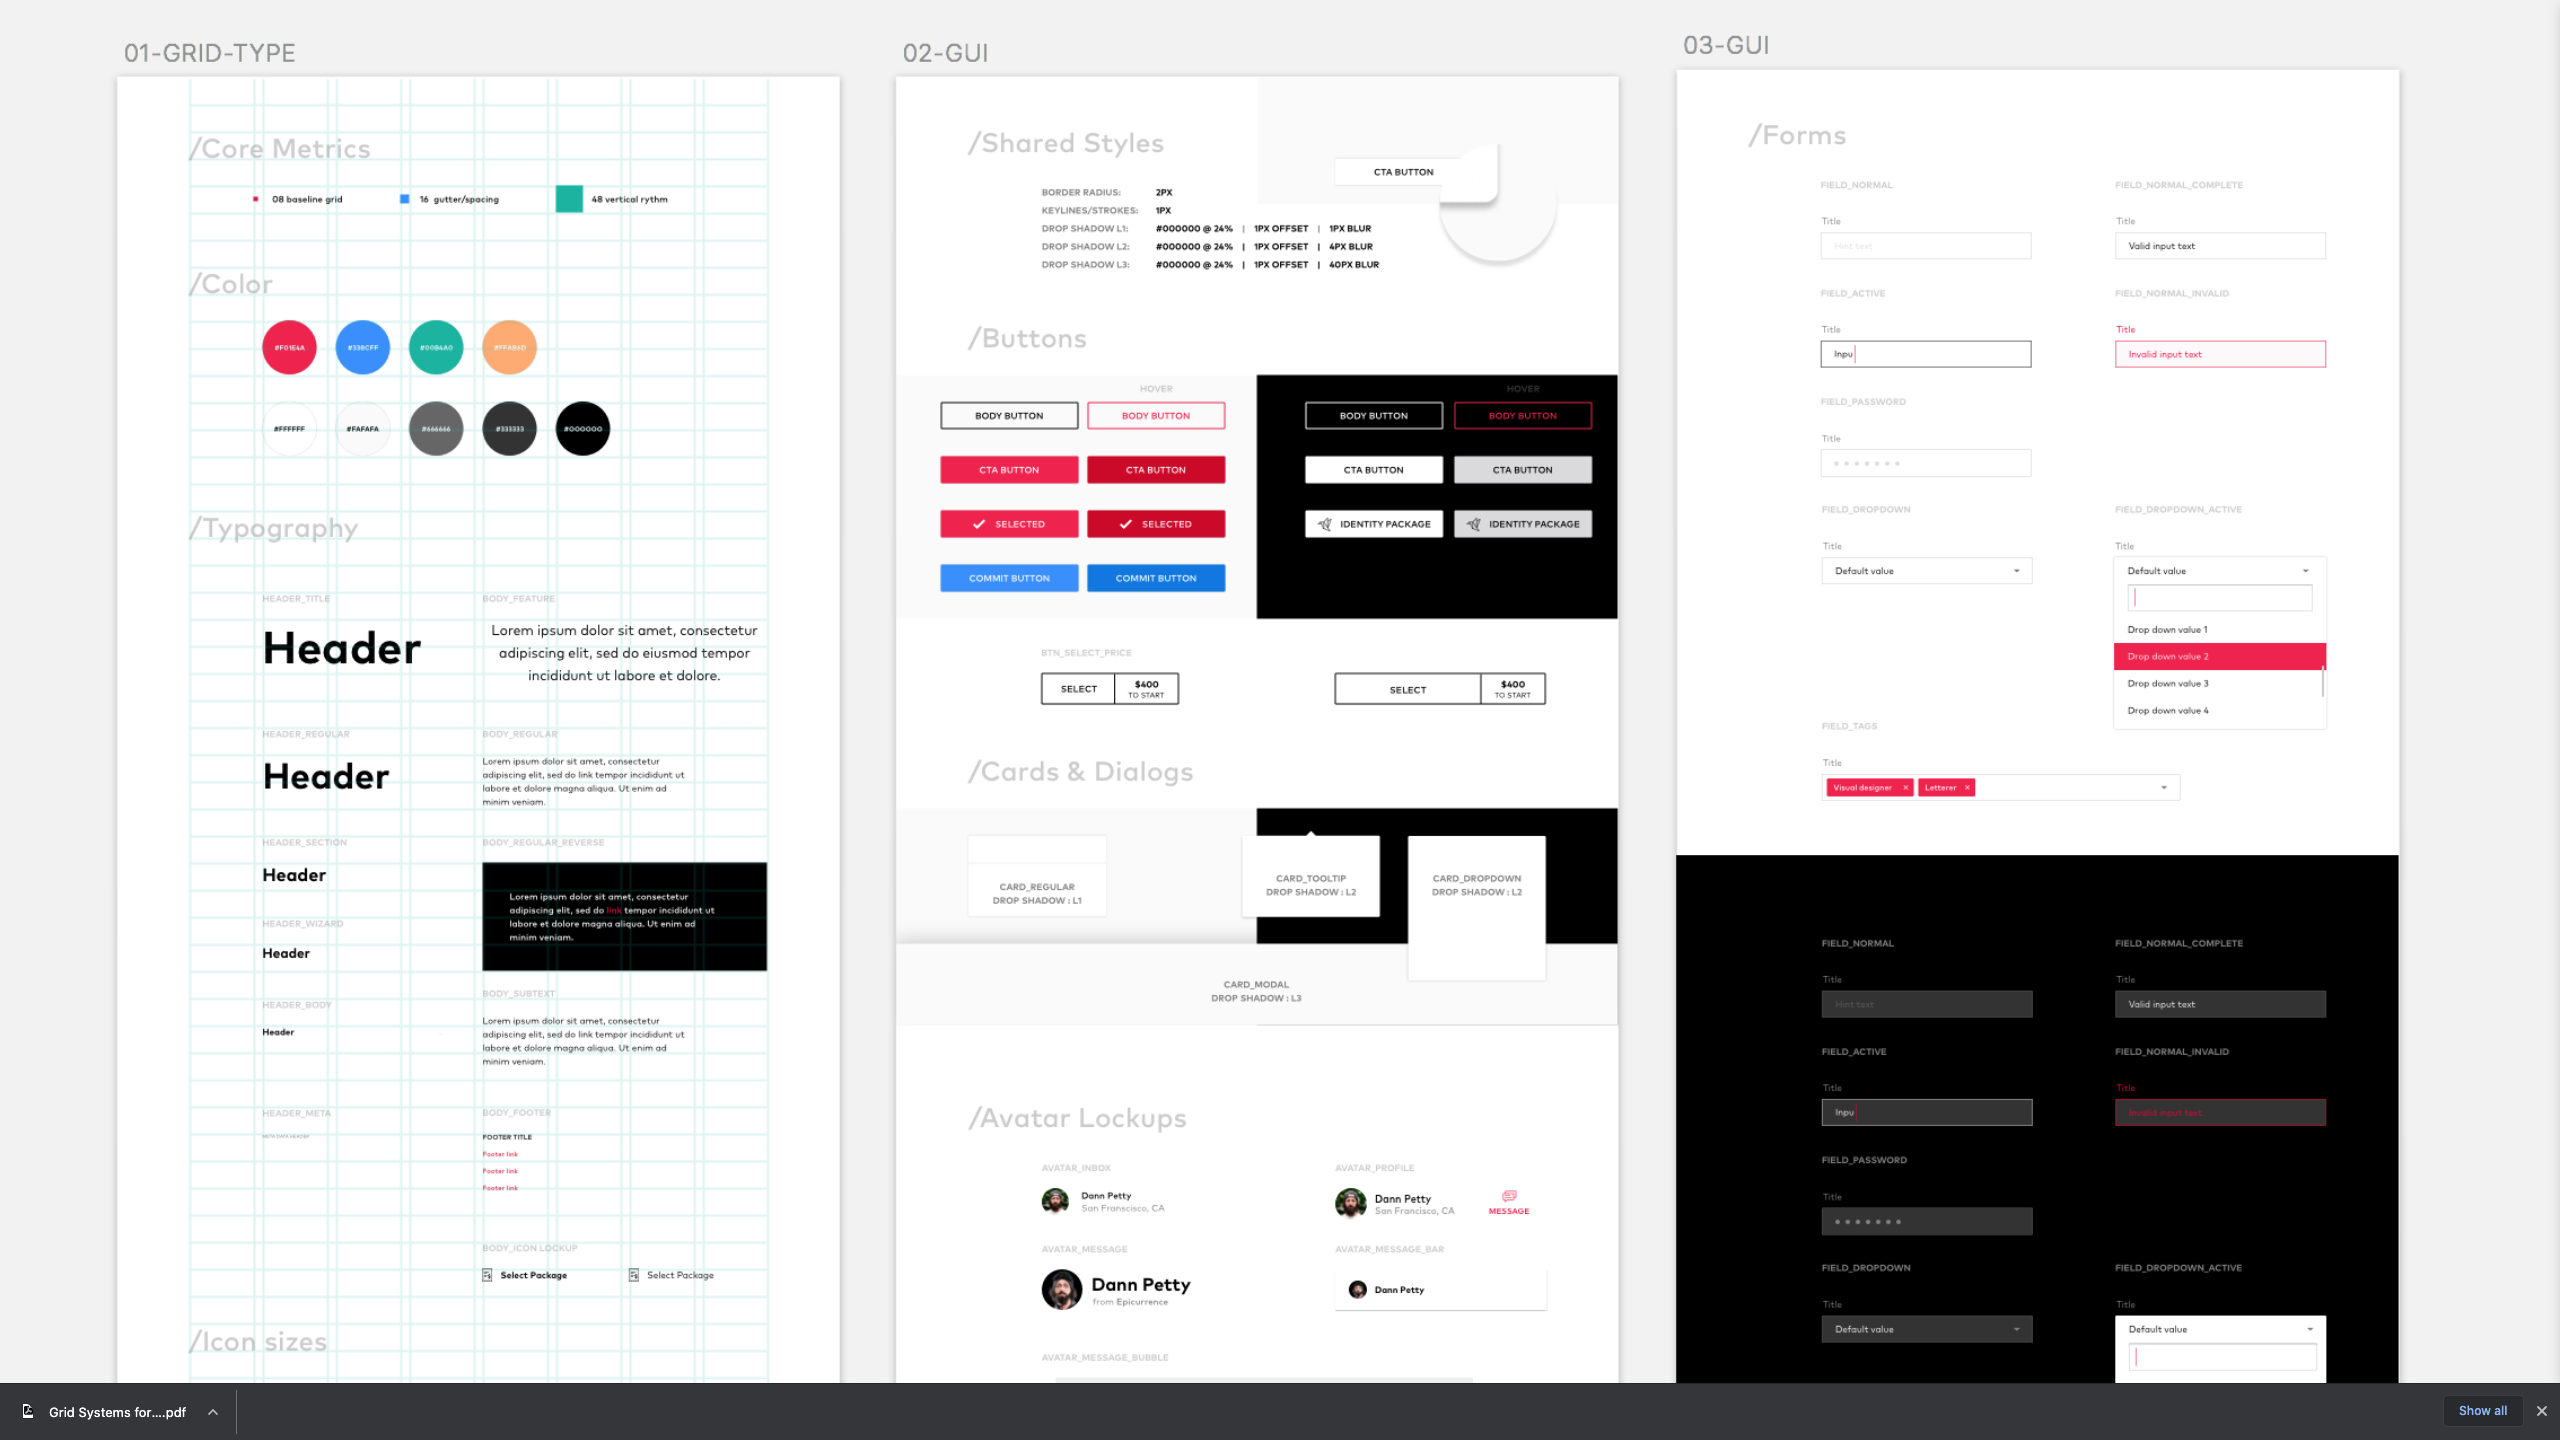 01-GRID-TYPE
/Core Metrics
08 baseline grid
16 gutter/spacing
48 vertical rythm
/Color
#F01E4A
#338CFF
#00B4A0
#FFAB6D
#FFFFFF
#FAFAFA
#666666
#333333
#000000
/Typography
HEADER_TITLE
Header
BODY_FEATURE
Lorem ipsum dolor sit amet, consectetur
adipiscing elit, sed do eiusmod tempor
incididunt ut labore et dolore.
HEADER_REGULAR
Header
BODY_REGULAR
Lorem ipsum dolor sit amet, consectetur
adipiscing elit, sed do link tempor incididunt ut
labore et dolore magna aliqua. Ut enim ad
minim veniam.
HEADER_SECTION
Header
BODY_REGULAR_REVERSE
Lorem ipsum dolor sit amet, consectetur
adipiscing elit, sed do link tempor incididunt ut
labore et dolore magna aliqua. Ut enim ad
minim veniam.
HEADER_WIZARD
Header
HEADER_BODY
Header
BODY_SUBTEXT
Lorem ipsum dolor sit amet, consectetur
adipiscing elit, sed do link tempor incididunt ut
labore et dolore magna aliqua. Ut enim ad
minim veniam.
HEADER_META
META DATA HEADER
BODY_FOOTER
FOOTER TITLE
Footer link
Footer link
Footer link
BODY_ICON LOCKUP
Select Package
Select Package
/Icon sizes
02-GUI
/Shared Styles
CTA BUTTON
BORDER RADIUS: 2PX
KEYLINES/STROKES: 1PX
DROP SHADOW L1: #000000 @ 24% | 1PX OFFSET | 1PX BLUR
DROP SHADOW L2: #000000 @ 24% | 1PX OFFSET | 4PX BLUR
DROP SHADOW L3: #000000 @ 24% | 1PX OFFSET | 40PX BLUR
/Buttons
HOVER
HOVER
BODY BUTTON
BODY BUTTON
BODY BUTTON
BODY BUTTON
CTA BUTTON
CTA BUTTON
CTA BUTTON
CTA BUTTON
SELECTED
SELECTED
IDENTITY PACKAGE
IDENTITY PACKAGE
COMMIT BUTTON
COMMIT BUTTON
BTN_SELECT_PRICE
SELECT
$400
TO START
SELECT
$400
TO START
/Cards & Dialogs
CARD_REGULAR
DROP SHADOW : L1
CARD_TOOLTIP
DROP SHADOW : L2
CARD_DROPDOWN
DROP SHADOW : L2
CARD_MODAL
DROP SHADOW : L3
/Avatar Lockups
AVATAR_INBOX
Dann Petty
San Franscisco, CA
AVATAR_PROFILE
Dann Petty
San Francisco, CA
MESSAGE
AVATAR_MESSAGE
Dann Petty
from Epicurrence
AVATAR_MESSAGE_BAR
Dann Petty
AVATAR_MESSAGE_BUBBLE
03-GUI
/Forms
FIELD_NORMAL
Title
Hint text
FIELD_NORMAL_COMPLETE
Title
Valid input text
FIELD_ACTIVE
Title
Inpu
FIELD_NORMAL_INVALID
Title
Invalid input text
FIELD_PASSWORD
Title
FIELD_DROPDOWN
Title
Default value
FIELD_DROPDOWN_ACTIVE
Title
Default value
Drop down value 1
Drop down value 2
Drop down value 3
Drop down value 4
FIELD_TAGS
Title
Visual designer ×
Letterer ×
FIELD_NORMAL
Title
Hint text
FIELD_NORMAL_COMPLETE
Title
Valid input text
FIELD_ACTIVE
Title
Inpu
FIELD_NORMAL_INVALID
Title
Invalid input text
FIELD_PASSWORD
Title
FIELD_DROPDOWN
Title
Default value
FIELD_DROPDOWN_ACTIVE
Title
Default value
Grid Systems for....pdf
Show all